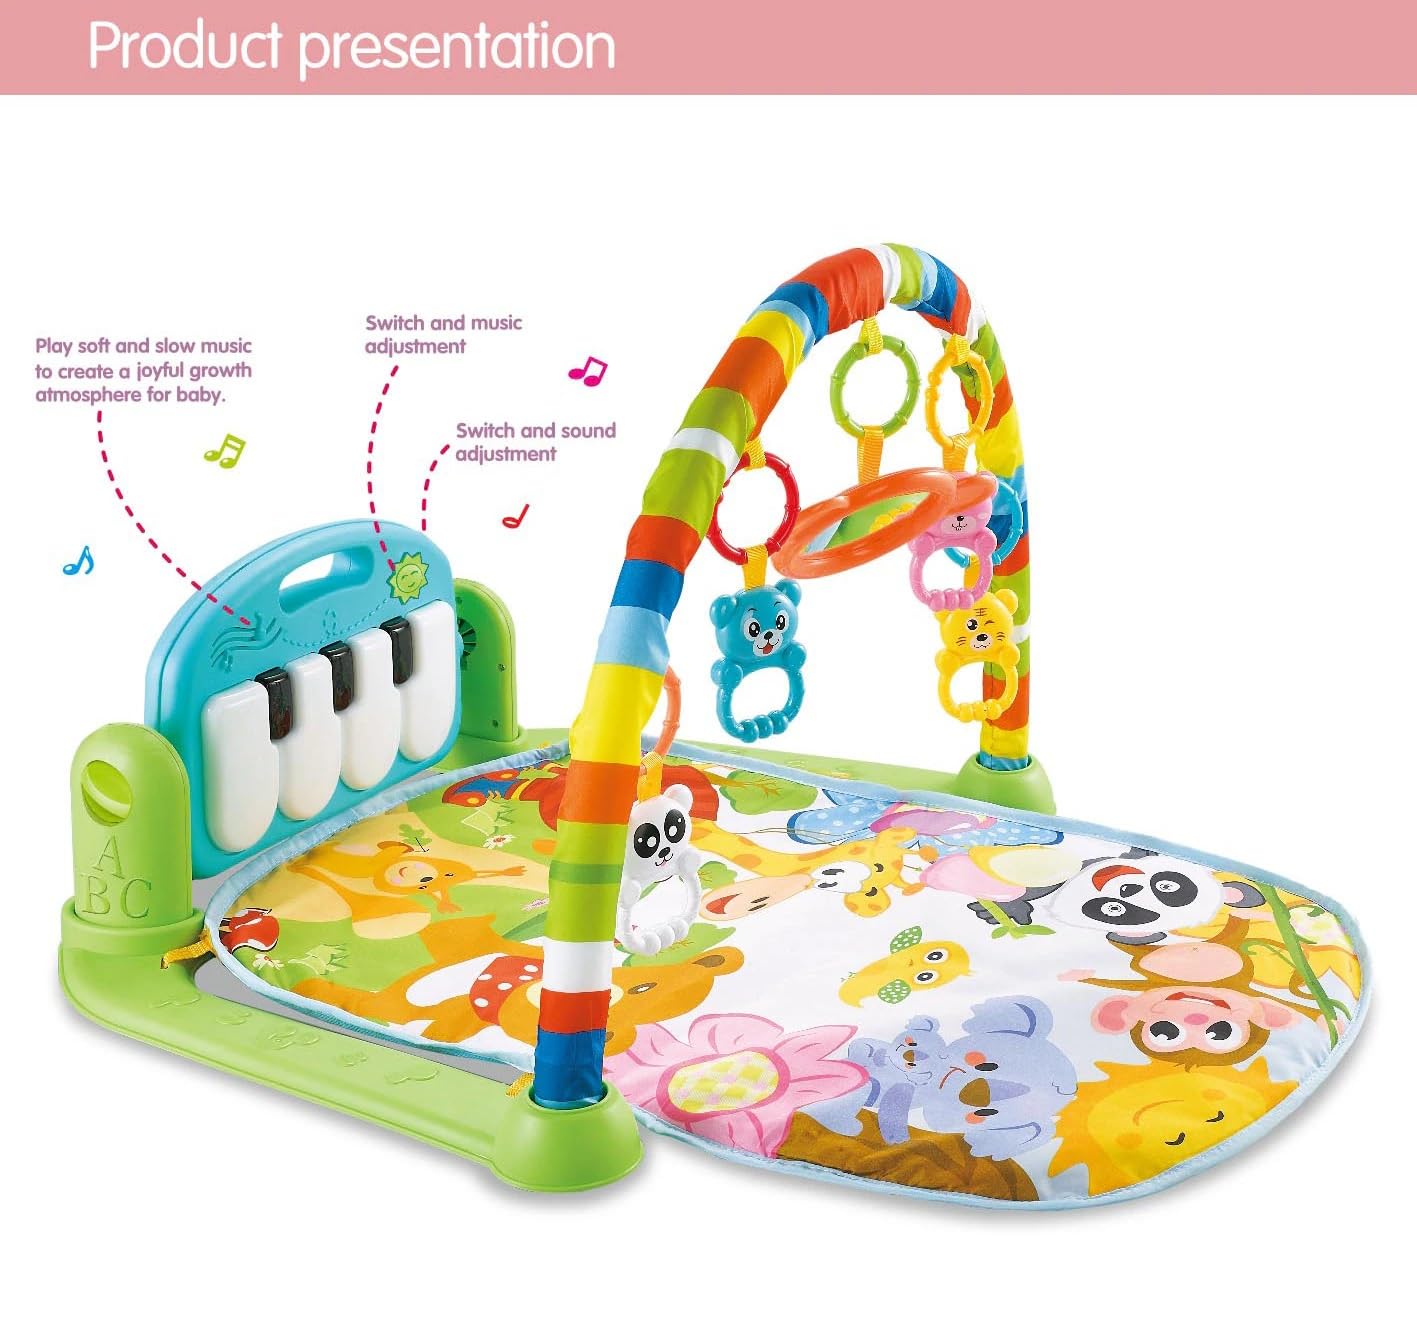 Product presentation
Play soft and slow music
to create a joyful growth
atmosphere for baby.
Switch and music
adjustment
Switch and sound
adjustment
A
BC